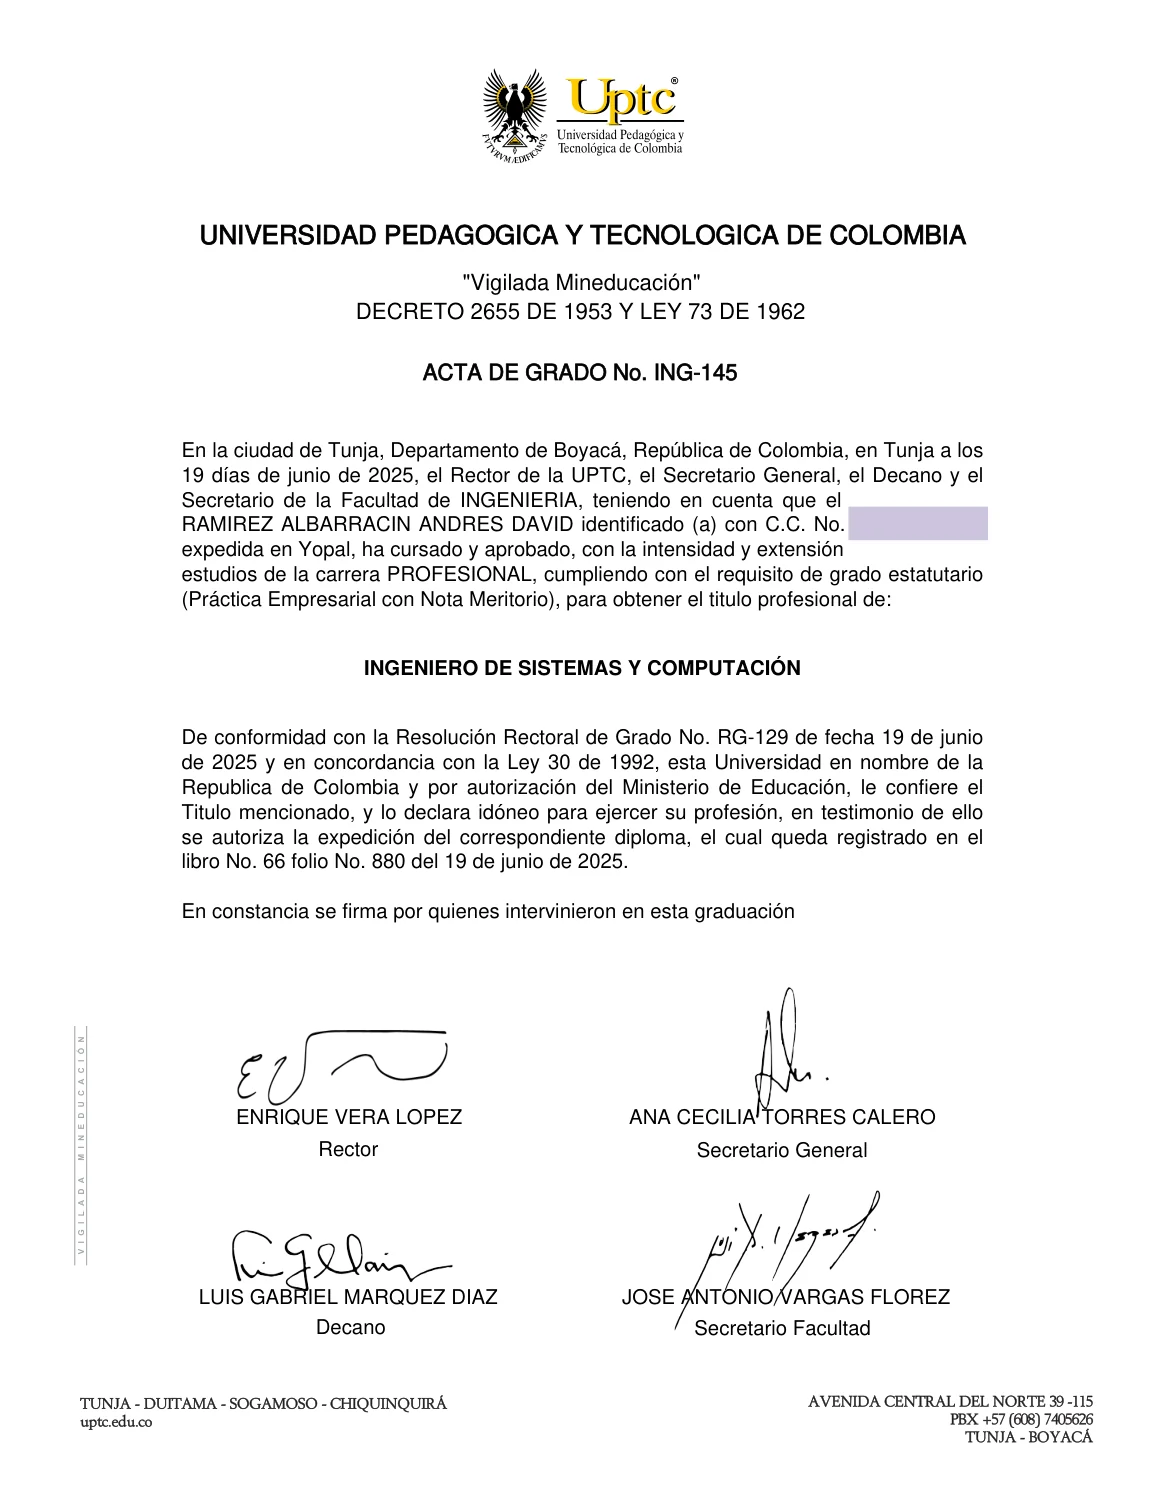 Uptc®
Universidad Pedagógica y
Tecnológica de Colombia
FVTVRVM ÆDIFICAMVS
UNIVERSIDAD PEDAGOGICA Y TECNOLOGICA DE COLOMBIA
"Vigilada Mineducación"
DECRETO 2655 DE 1953 Y LEY 73 DE 1962
ACTA DE GRADO No. ING-145
En la ciudad de Tunja, Departamento de Boyacá, República de Colombia, en Tunja a los
19 días de junio de 2025, el Rector de la UPTC, el Secretario General, el Decano y el
Secretario de la Facultad de INGENIERIA, teniendo en cuenta que el
RAMIREZ ALBARRACIN ANDRES DAVID identificado (a) con C.C. No.
expedida en Yopal, ha cursado y aprobado, con la intensidad y extensión
estudios de la carrera PROFESIONAL, cumpliendo con el requisito de grado estatutario
(Práctica Empresarial con Nota Meritorio), para obtener el titulo profesional de:
INGENIERO DE SISTEMAS Y COMPUTACIÓN
De conformidad con la Resolución Rectoral de Grado No. RG-129 de fecha 19 de junio
de 2025 y en concordancia con la Ley 30 de 1992, esta Universidad en nombre de la
Republica de Colombia y por autorización del Ministerio de Educación, le confiere el
Titulo mencionado, y lo declara idóneo para ejercer su profesión, en testimonio de ello
se autoriza la expedición del correspondiente diploma, el cual queda registrado en el
libro No. 66 folio No. 880 del 19 de junio de 2025.
En constancia se firma por quienes intervinieron en esta graduación
VIGILADA MINEDUCACIÓN
ENRIQUE VERA LOPEZ
Rector
ANA CECILIA TORRES CALERO
Secretario General
LUIS GABRIEL MARQUEZ DIAZ
Decano
JOSE ANTONIO VARGAS FLOREZ
Secretario Facultad
TUNJA - DUITAMA - SOGAMOSO - CHIQUINQUIRÁ
uptc.edu.co
AVENIDA CENTRAL DEL NORTE 39 -115
PBX +57 (608) 7405626
TUNJA - BOYACÁ